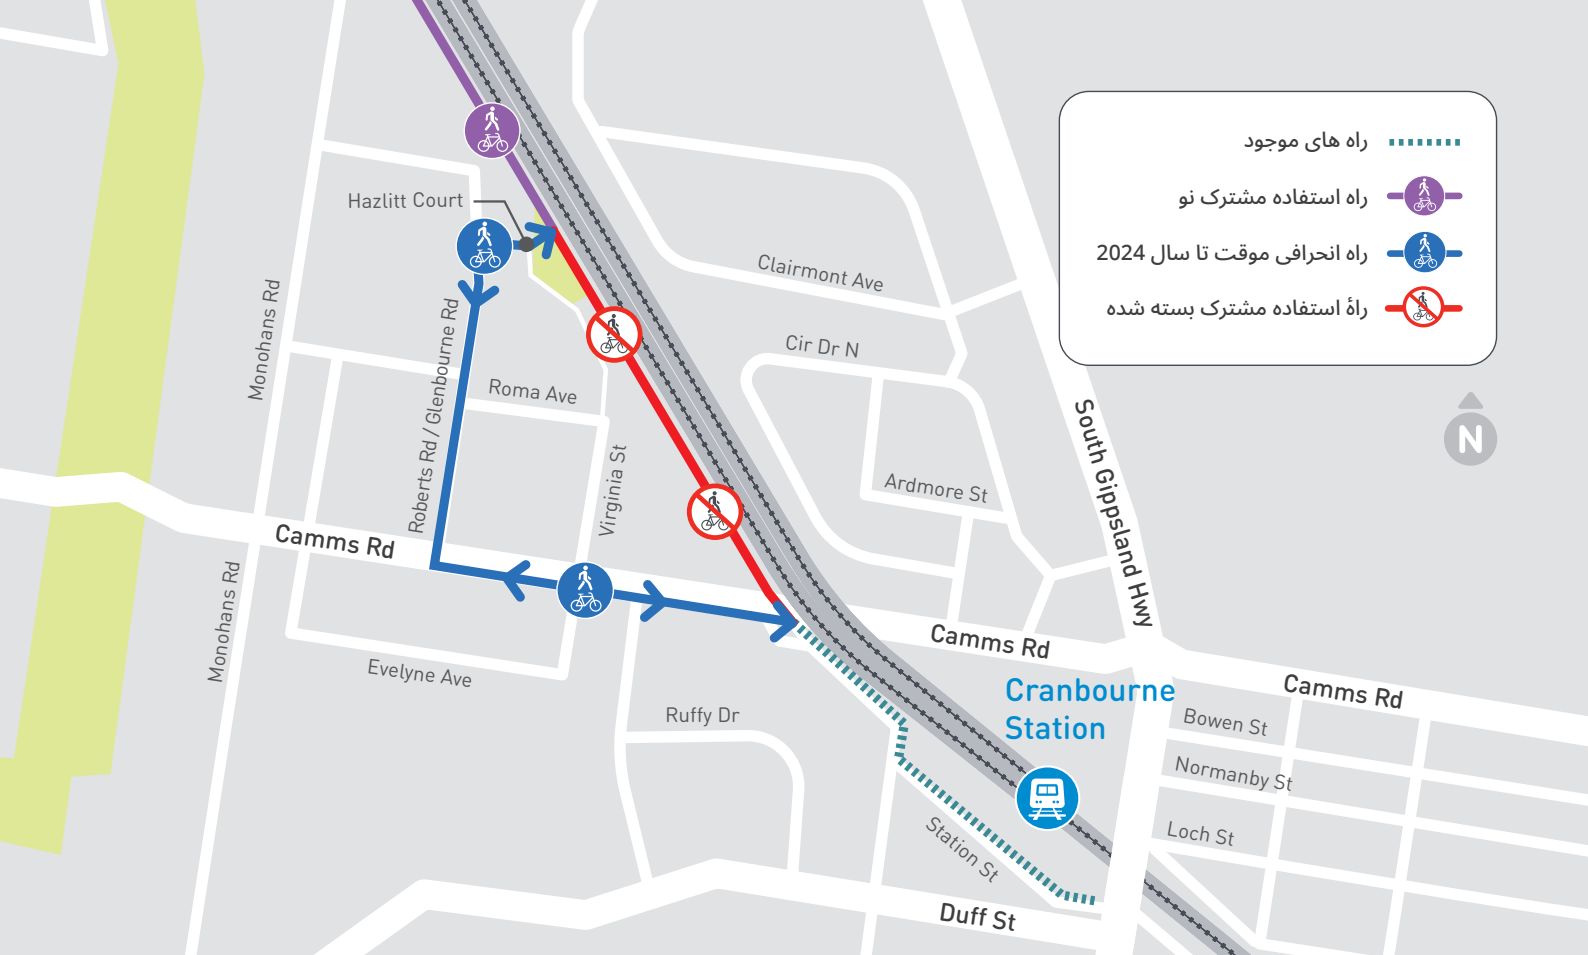 راه های موجود
راه استفاده مشترک نو
راه انحرافی موقت تا سال 2024
راهٔ استفاده مشترک بسته شده
N
Hazlitt Court
Monohans Rd
Roberts Rd / Glenbourne Rd
Roma Ave
Virginia St
Clairmont Ave
Cir Dr N
Ardmore St
South Gippsland Hwy
Camms Rd
Monohans Rd
Evelyne Ave
Ruffy Dr
Camms Rd
Cranbourne
Station
Camms Rd
Bowen St
Normanby St
Loch St
Station St
Duff St